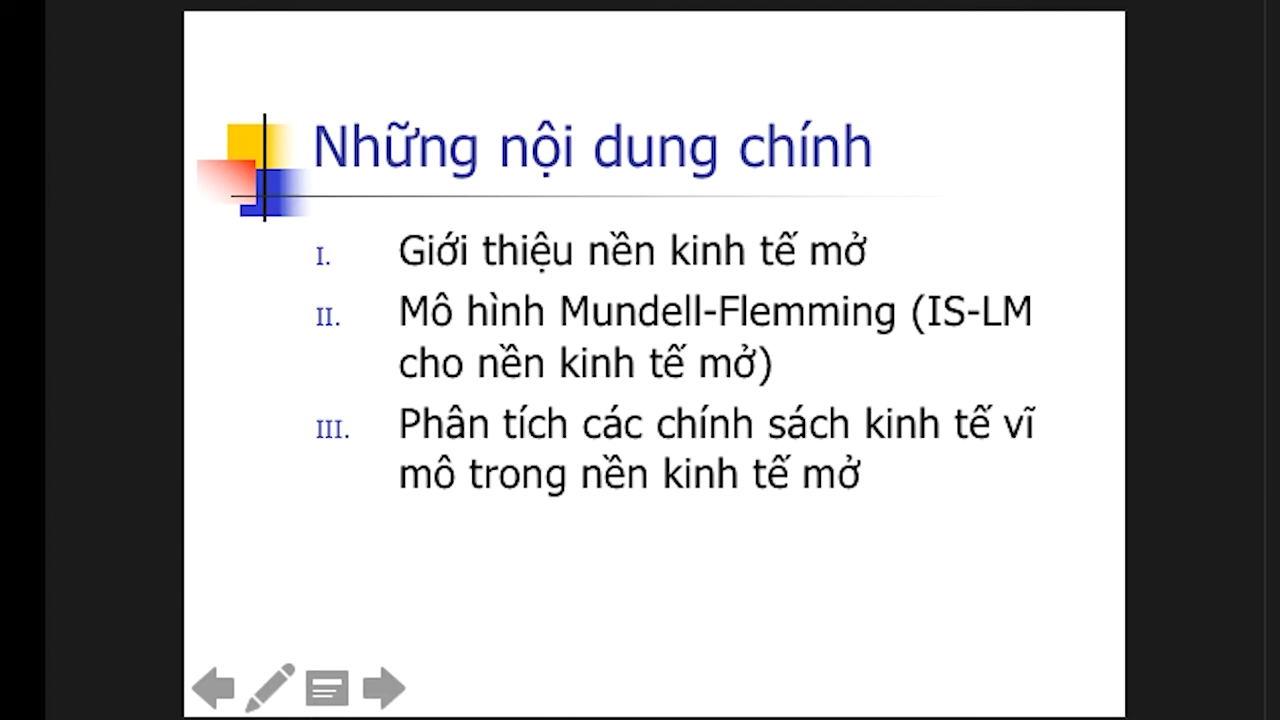 Những nội dung chính
I. Giới thiệu nền kinh tế mở
II. Mô hình Mundell-Flemming (IS-LM
cho nền kinh tế mở)
III. Phân tích các chính sách kinh tế vĩ
mô trong nền kinh tế mở